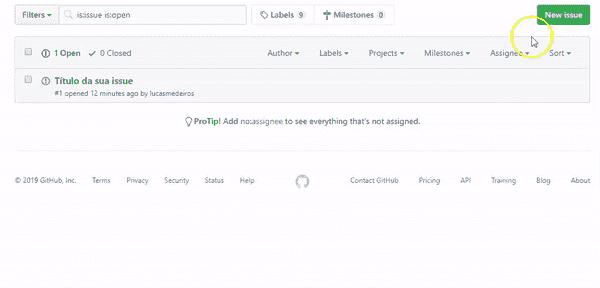 Filters is:issue is:open Labels 9 Milestones 0 New issue
1 Open 0 Closed Author Labels Projects Milestones Assignee Sort
Título da sua issue
#1 opened 12 minutes ago by lucasmedeiros
ProTip! Add no:assignee to see everything that's not assigned.
© 2019 GitHub, Inc. Terms Privacy Security Status Help Contact GitHub Pricing API Training Blog About